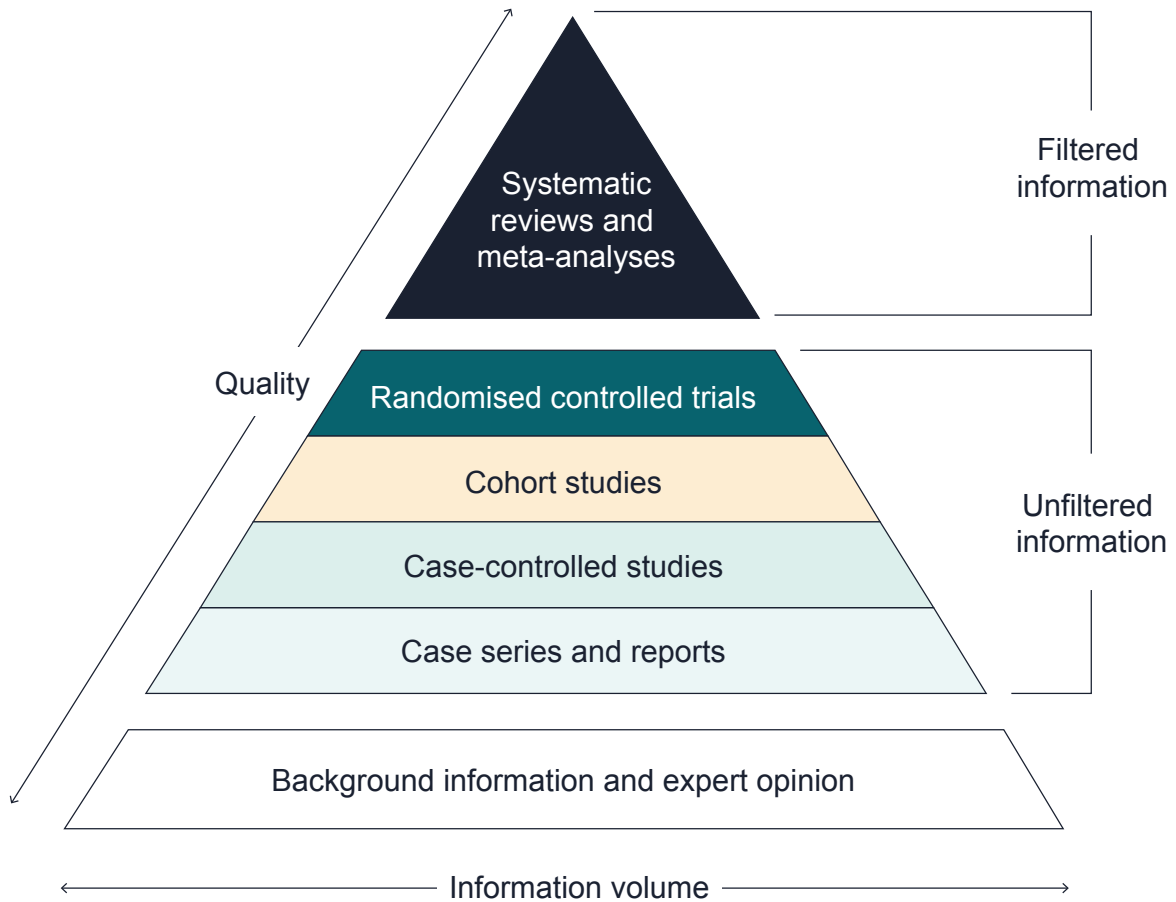 Systematic
reviews and
meta-analyses
Filtered
information
Quality
Randomised controlled trials
Cohort studies
Unfiltered
information
Case-controlled studies
Case series and reports
Background information and expert opinion
Information volume